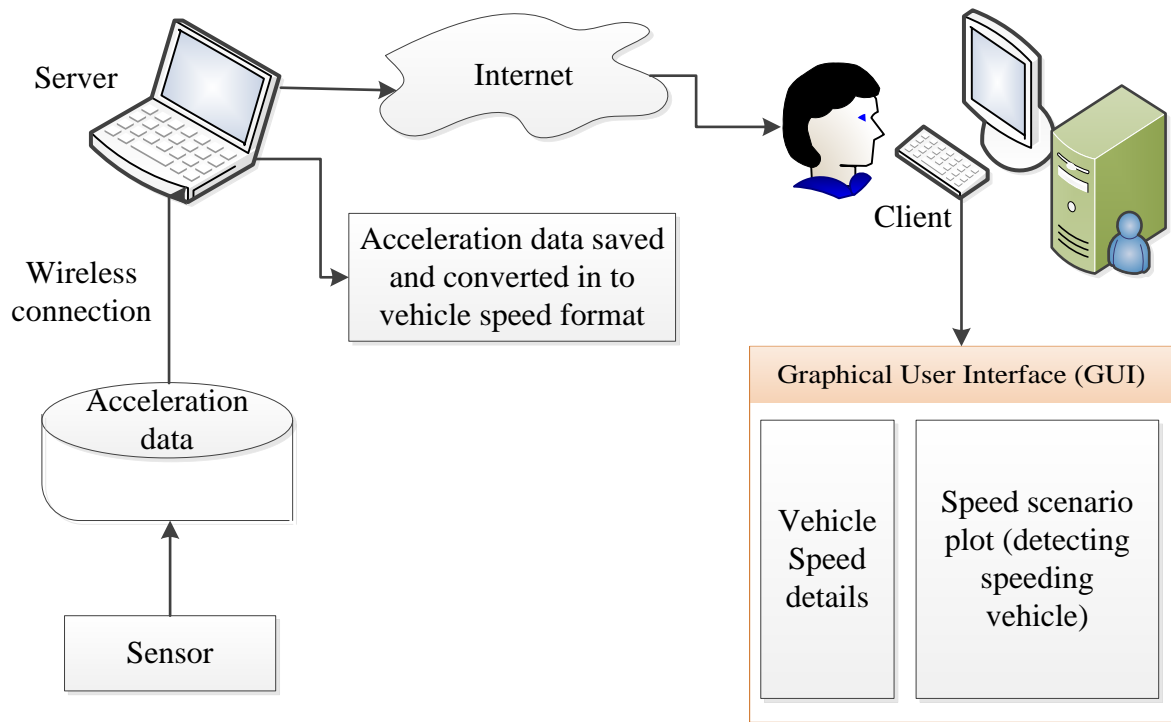 Server
Internet
Client
Wireless
connection
Acceleration data saved
and converted in to
vehicle speed format
Acceleration
data
Sensor
Graphical User Interface (GUI)
Vehicle
Speed
details
Speed scenario
plot (detecting
speeding
vehicle)